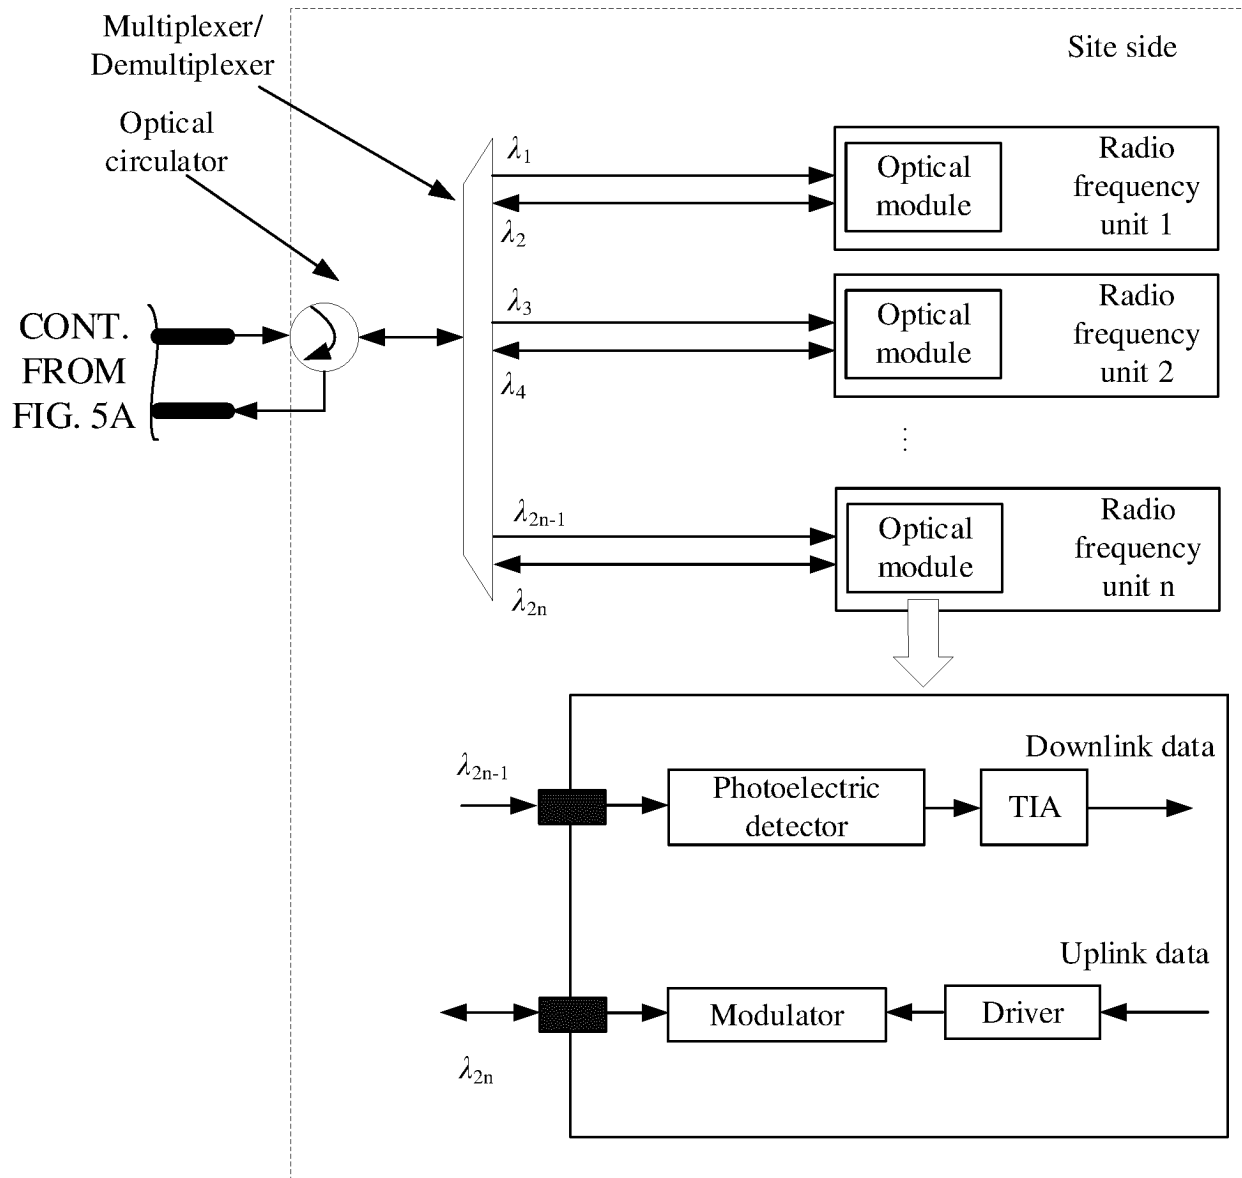 Multiplexer/
Demultiplexer
Site side
Optical
circulator
λ1
λ2
Optical
module
Radio
frequency
unit 1
CONT.
FROM
FIG. 5A
λ3
λ4
Optical
module
Radio
frequency
unit 2
⋮
λ2n-1
λ2n
Optical
module
Radio
frequency
unit n
Downlink data
λ2n-1
Photoelectric
detector
TIA
Uplink data
λ2n
Modulator
Driver